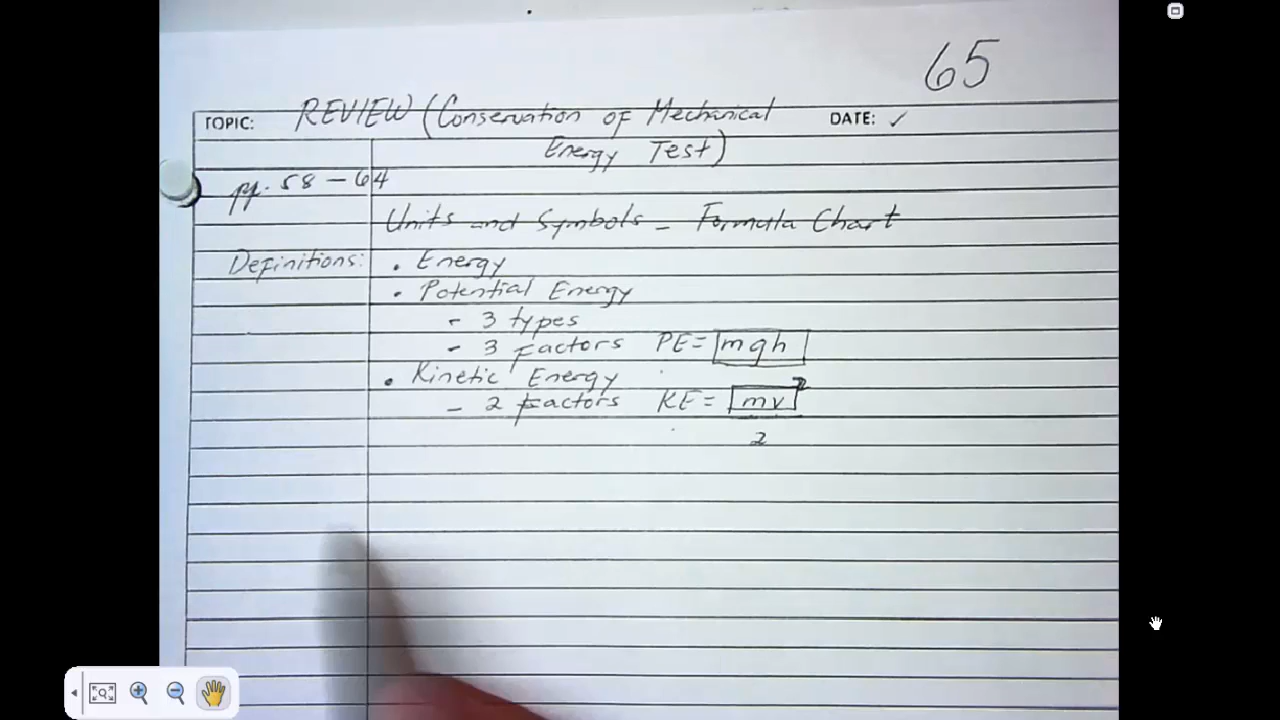 65
TOPIC: REVIEW (Conservation of Mechanical DATE: ✓
Energy Test)
pp. 58 - 64
Units and Symbols - Formula Chart
Definitions: • Energy
• Potential Energy
- 3 types
- 3 factors PE = mgh
• Kinetic Energy
- 2 factors KE = mv²
2